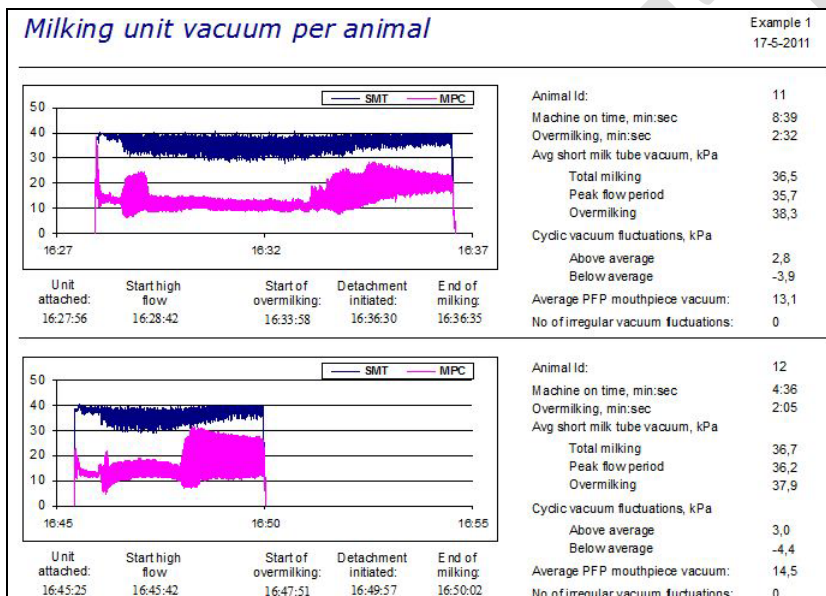 Milking unit vacuum per animal
Example 1
17-5-2011
SMT MPC
50
40
30
20
10
0
16:27 16:32 16:37
Unit attached: Start high flow Start of overmilking: Detachment initiated: End of milking:
16:27:56 16:28:42 16:33:58 16:36:30 16:36:35
Animal Id: 11
Machine on time, min:sec 8:39
Overmilking, min:sec 2:32
Avg short milk tube vacuum, kPa
Total milking 36,5
Peak flow period 35,7
Overmilking 38,3
Cyclic vacuum fluctuations, kPa
Above average 2,8
Below average -3,9
Average PFP mouthpiece vacuum: 13,1
No of irregular vacuum fluctuations: 0
SMT MPC
50
40
30
20
10
0
16:45 16:50 16:55
Unit attached: Start high flow Start of overmilking: Detachment initiated: End of milking:
16:45:25 16:45:42 16:47:51 16:49:57 16:50:02
Animal Id: 12
Machine on time, min:sec 4:36
Overmilking, min:sec 2:05
Avg short milk tube vacuum, kPa
Total milking 36,7
Peak flow period 36,2
Overmilking 37,9
Cyclic vacuum fluctuations, kPa
Above average 3,0
Below average -4,4
Average PFP mouthpiece vacuum: 14,5
No of irregular vacuum fluctuations: 0